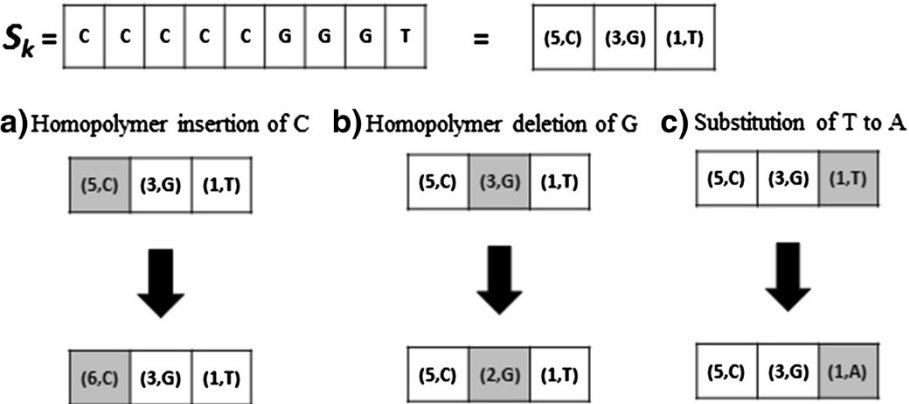 Sk = C C C C C G G G T = (5,C) (3,G) (1,T)
a) Homopolymer insertion of C b) Homopolymer deletion of G c) Substitution of T to A
(5,C) (3,G) (1,T) (5,C) (3,G) (1,T) (5,C) (3,G) (1,T)
(6,C) (3,G) (1,T) (5,C) (2,G) (1,T) (5,C) (3,G) (1,A)